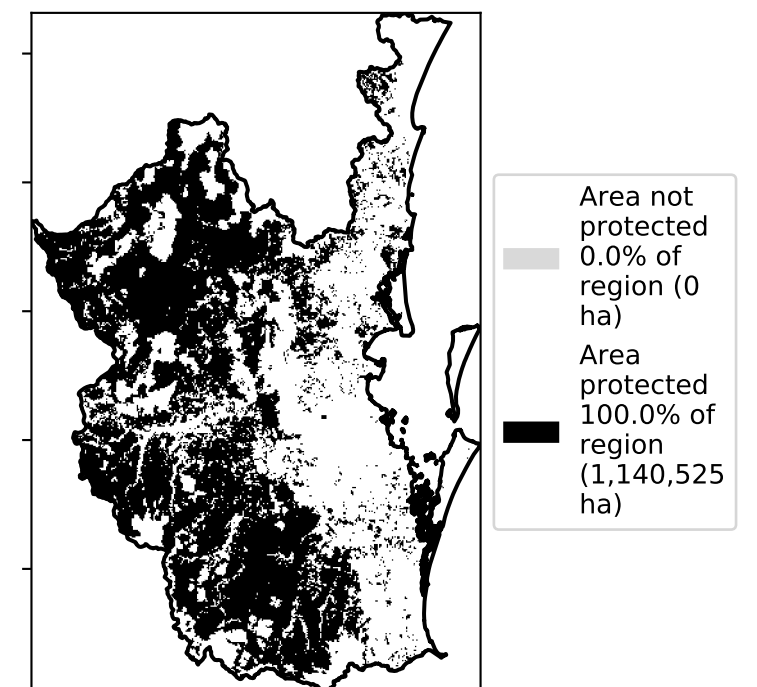 Area not
protected
0.0% of
region (0
ha)
Area
protected
100.0% of
region
(1,140,525
ha)